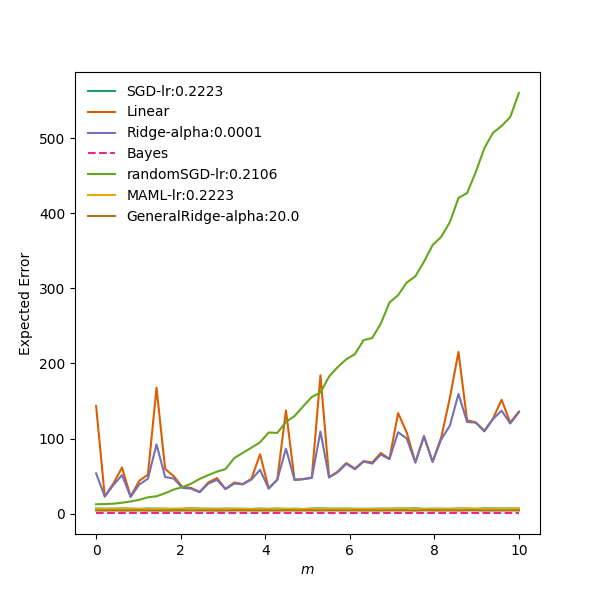 SGD-lr:0.2223
Linear
Ridge-alpha:0.0001
Bayes
randomSGD-lr:0.2106
MAML-lr:0.2223
GeneralRidge-alpha:20.0
Expected Error
500
400
300
200
100
0
0 2 4 6 8 10
m